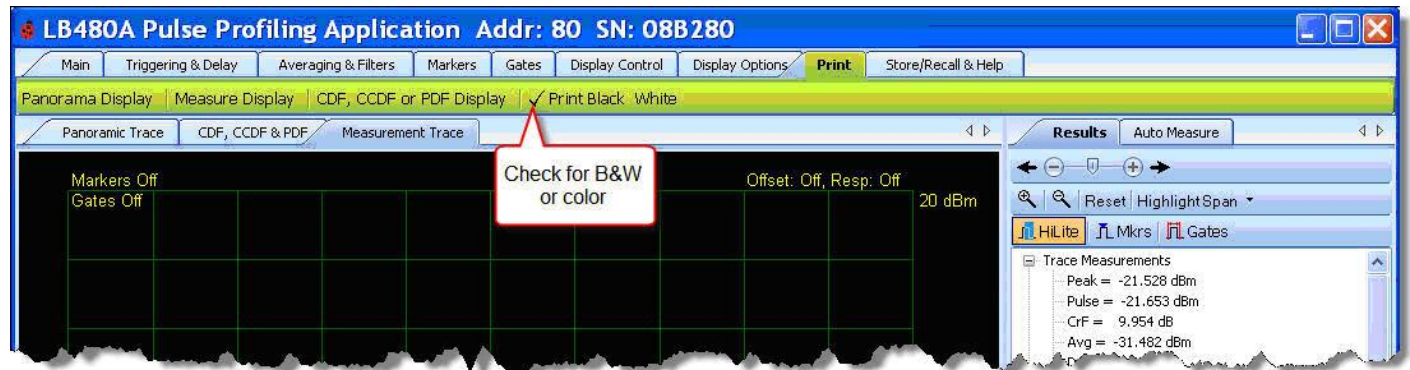 LB480A Pulse Profiling Application  Addr: 80  SN: 08B280
Main Triggering & Delay Averaging & Filters Markers Gates Display Control Display Options Print Store/Recall & Help
Panorama Display Measure Display CDF, CCDF or PDF Display ✓ Print Black White
Panoramic Trace CDF, CCDF & PDF Measurement Trace
Results Auto Measure
Check for B&W
or color
Markers Off
Gates Off
Offset: Off, Resp: Off
20 dBm
Reset HighlightSpan
HiLite Mkrs Gates
Trace Measurements
Peak = -21.528 dBm
Pulse = -21.653 dBm
CrF = 9.954 dB
Avg = -31.482 dBm